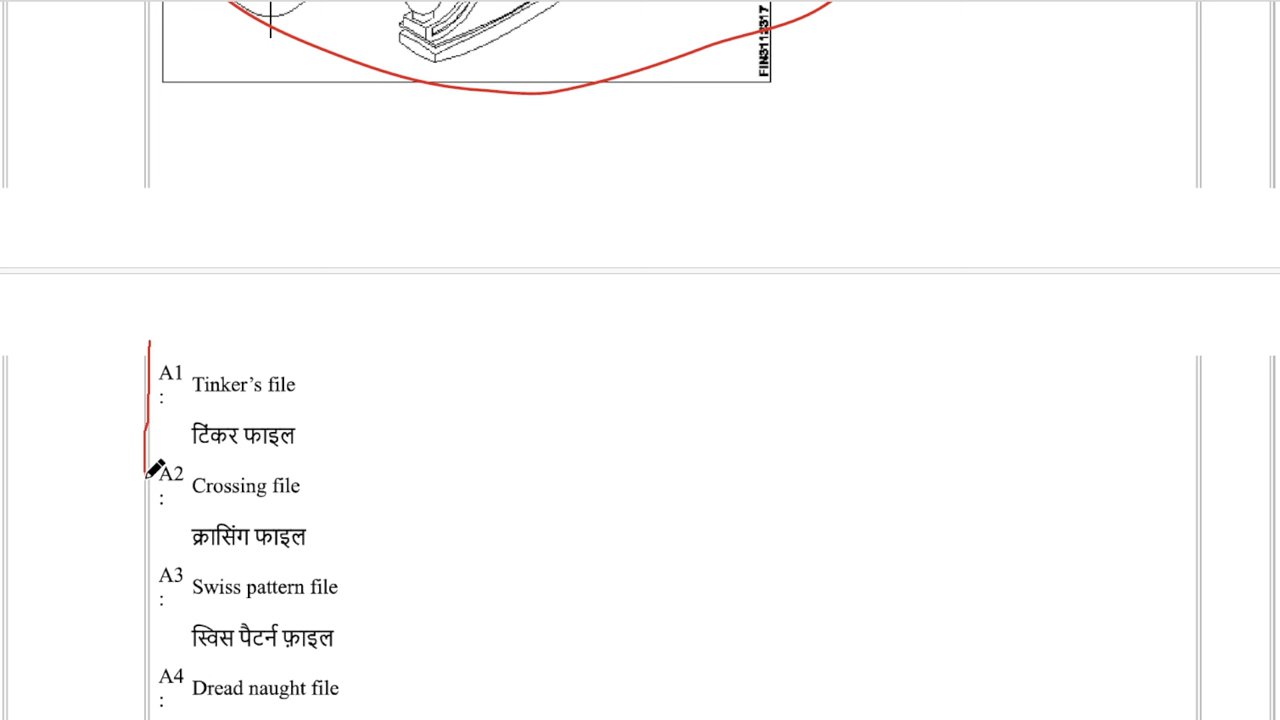 FIN3112317
A1
:
Tinker’s file
टिंकर फाइल
A2
:
Crossing file
क्रासिंग फाइल
A3
:
Swiss pattern file
स्विस पैटर्न फ़ाइल
A4
:
Dread naught file